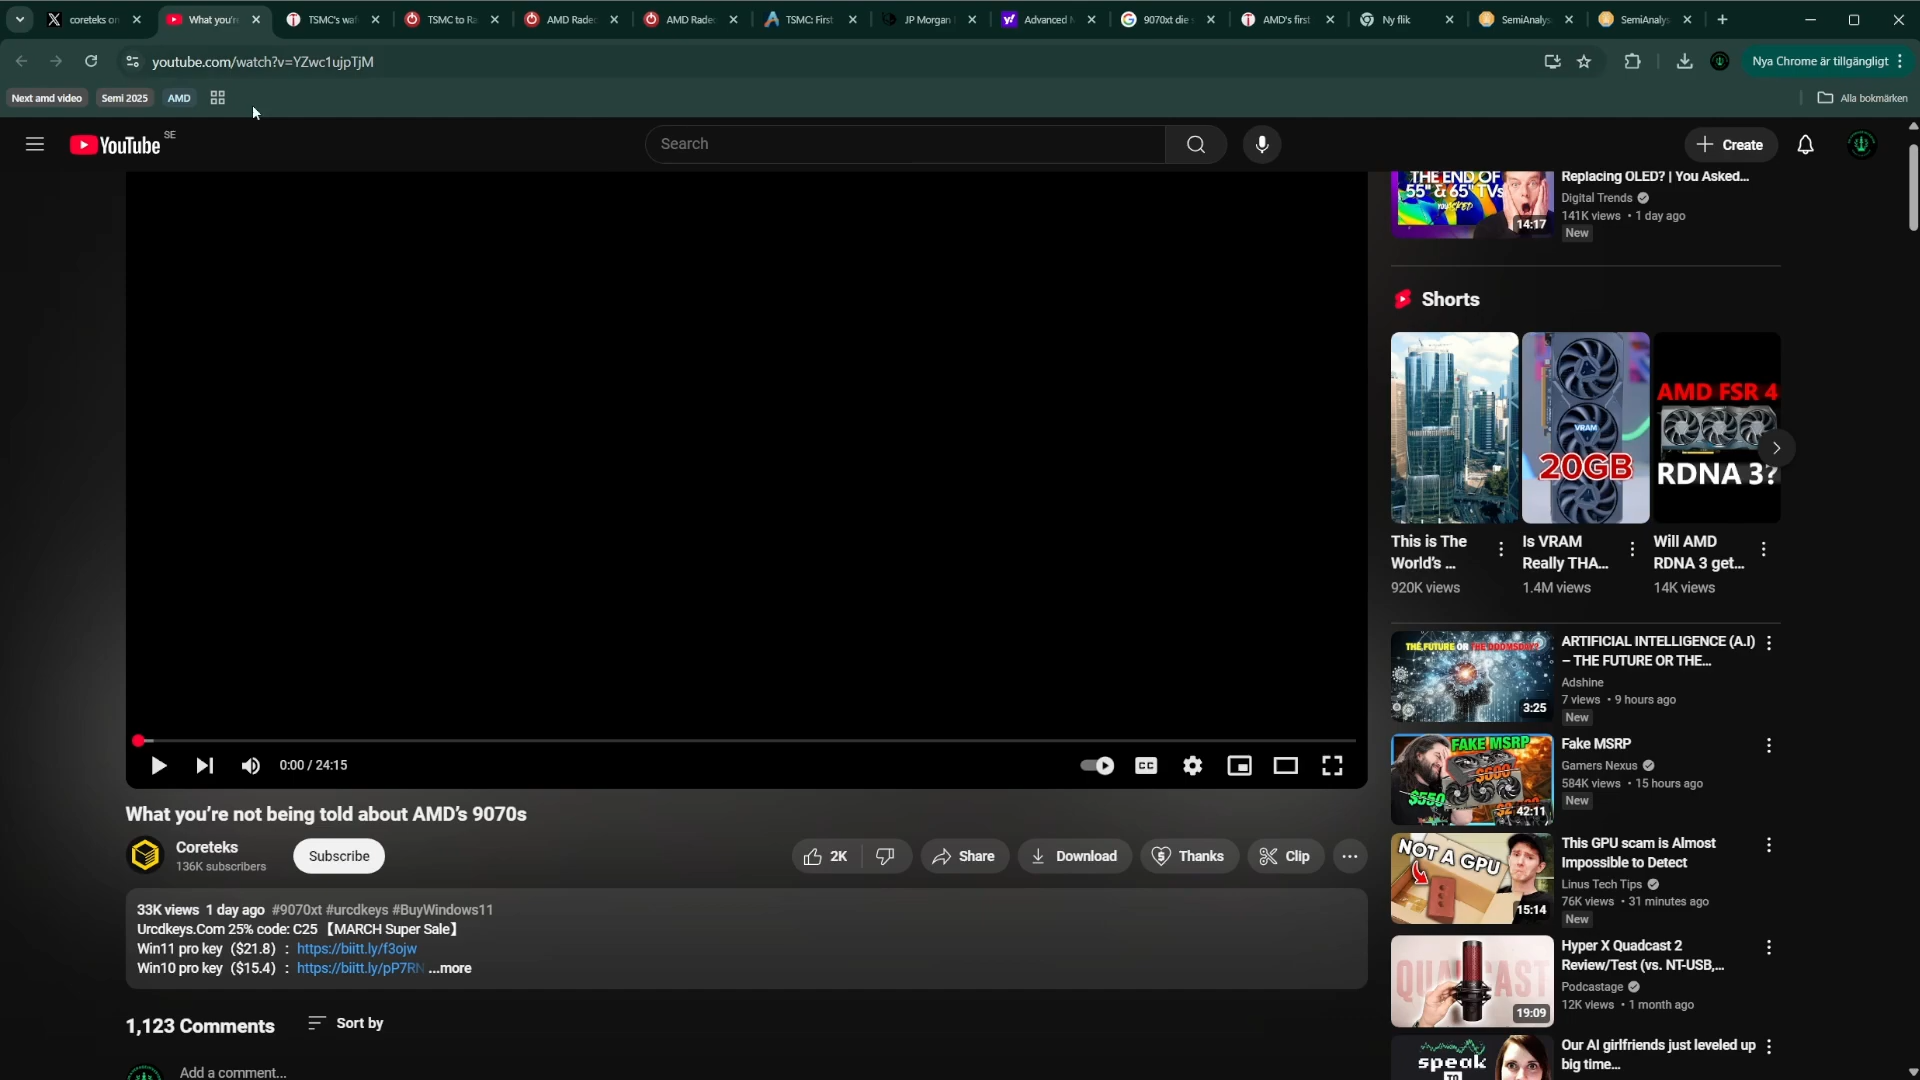 coreteks on
What you're
TSMC's waf
TSMC to Ra
AMD Rade
AMD Rade
TSMC: First
JP Morgan
Advanced
9070xt die s
AMD's first
Ny flik
SemiAnalys
SemiAnalys
youtube.com/watch?v=YZwc1ujpTjM
Nya Chrome är tillgängligt
Next amd video
Semi 2025
AMD
Alla bokmärken
YouTube SE
Search
Create
THE END OF
55" & 65" TVs
you asked
14:17
Replacing OLED? | You Asked...
Digital Trends
141K views • 1 day ago
New
Shorts
VRAM
20GB
AMD FSR 4
RDNA 3?
This is The
World's ...
920K views
Is VRAM
Really THA...
1.4M views
Will AMD
RDNA 3 get...
14K views
THE FUTURE OR THE DOOMSDAY?
3:25
ARTIFICIAL INTELLIGENCE (A.I)
– THE FUTURE OR THE...
Adshine
7 views • 9 hours ago
New
FAKE MSRP
$600
$550
42:11
Fake MSRP
Gamers Nexus
584K views • 15 hours ago
New
NOT A GPU
15:14
This GPU scam is Almost
Impossible to Detect
Linus Tech Tips
76K views • 31 minutes ago
New
QUADCAST
19:09
Hyper X Quadcast 2
Review/Test (vs. NT-USB,...
Podcastage
12K views • 1 month ago
speak
TO
Our AI girlfriends just leveled up
big time...
0:00 / 24:15
CC
What you're not being told about AMD's 9070s
Coreteks
136K subscribers
Subscribe
2K
Share
Download
Thanks
Clip
33K views 1 day ago #9070xt #urcdkeys #BuyWindows11
Urcdkeys.Com 25% code: C25 【MARCH Super Sale】
Win11 pro key ($21.8) : https://biitt.ly/f3ojw
Win10 pro key ($15.4) : https://biitt.ly/pP7RN ...more
1,123 Comments
Sort by
Add a comment...